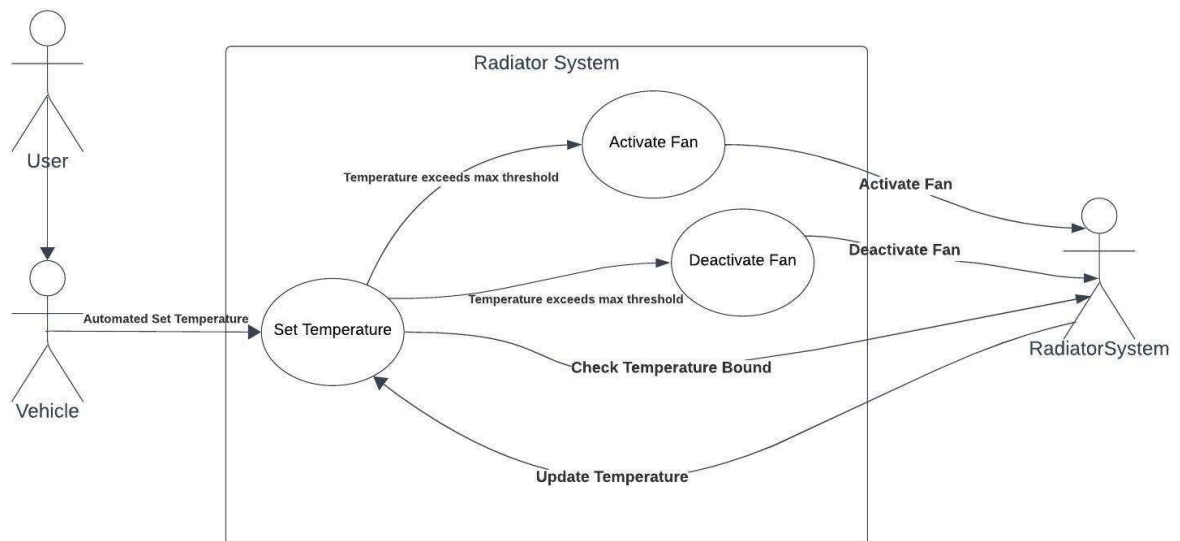 Radiator System
Activate Fan
Temperature exceeds max threshold
Activate Fan
User
Deactivate Fan
Deactivate Fan
Temperature exceeds max threshold
Automated Set Temperature
Set Temperature
RadiatorSystem
Check Temperature Bound
Vehicle
Update Temperature